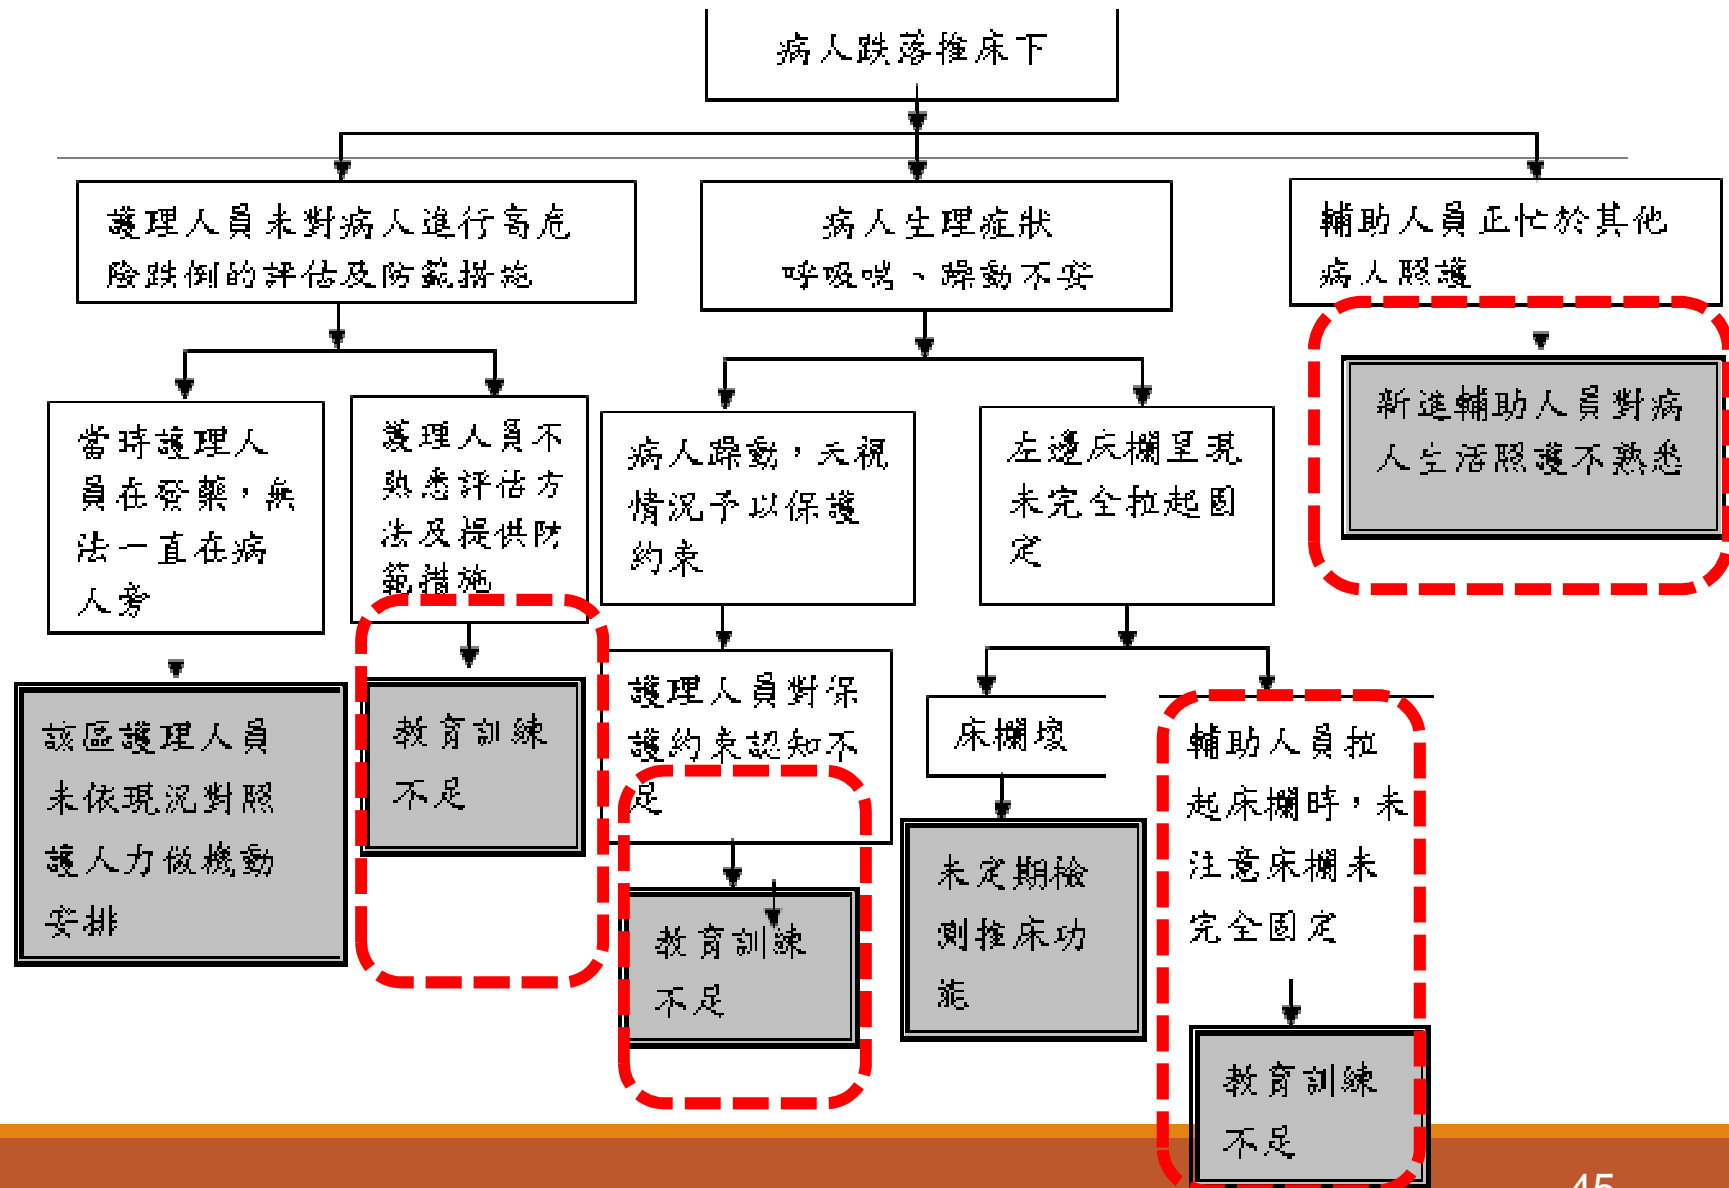 病人跌落推床下
護理人員未對病人進行高危
險跌倒的評估及防範措施
病人生理症狀
呼吸喘、躁動不安
輔助人員正忙於其他
病人照護
當時護理人
員在發藥，無
法一直在病
人旁
護理人員不
熟悉評估方
法及提供防
範措施
病人躁動，未視
情況予以保護
約束
左邊床欄呈現
未完全拉起固
定
新進輔助人員對病
人生活照護不熟悉
該區護理人員
未依現況對照
護人力做機動
安排
教育訓練
不足
護理人員對保
護約束認知不
足
教育訓練
不足
床欄壞
未定期檢
測推床功
能
輔助人員拉
起床欄時，未
注意床欄未
完全固定
教育訓練
不足
45